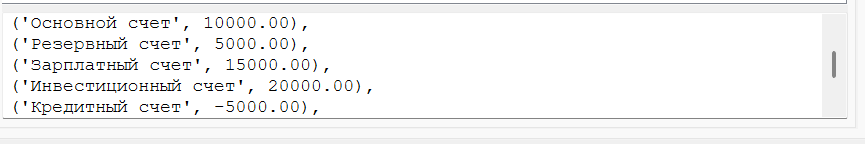 ('Основной счет', 10000.00),
('Резервный счет', 5000.00),
('Зарплатный счет', 15000.00),
('Инвестиционный счет', 20000.00),
('Кредитный счет', -5000.00),